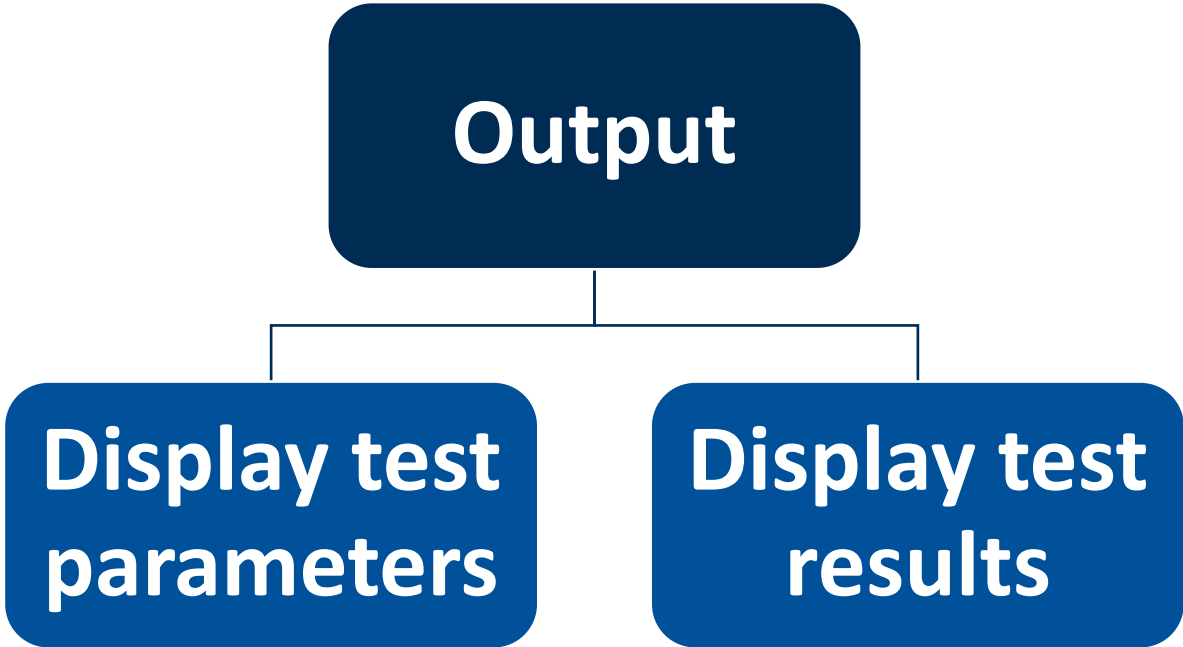 Output
Display test
parameters
Display test
results